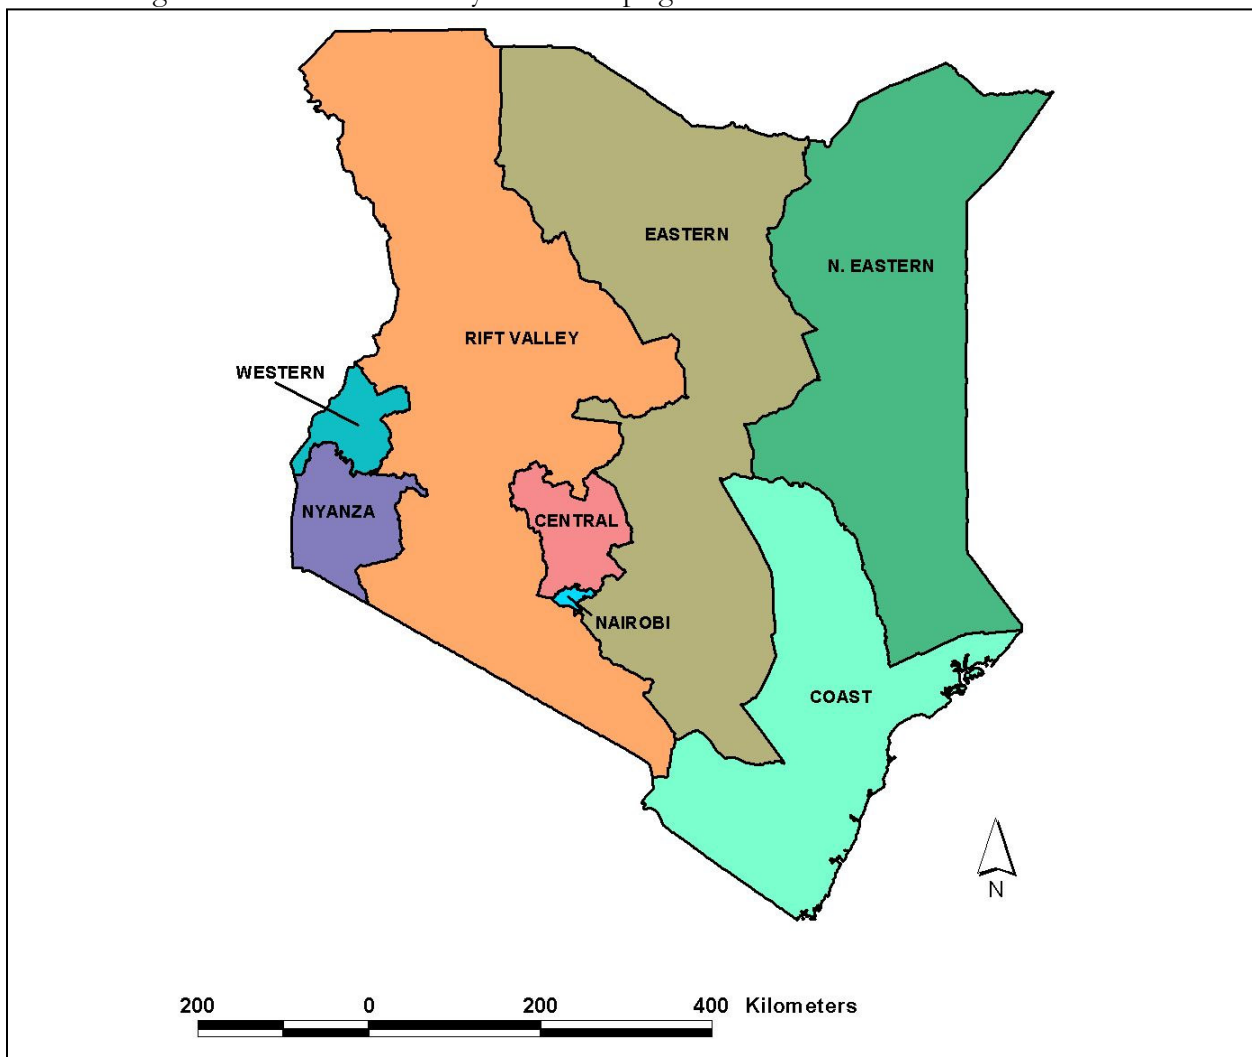 EASTERN
N. EASTERN
RIFT VALLEY
WESTERN
NYANZA
CENTRAL
NAIROBI
COAST
N
200 0 200 400 Kilometers